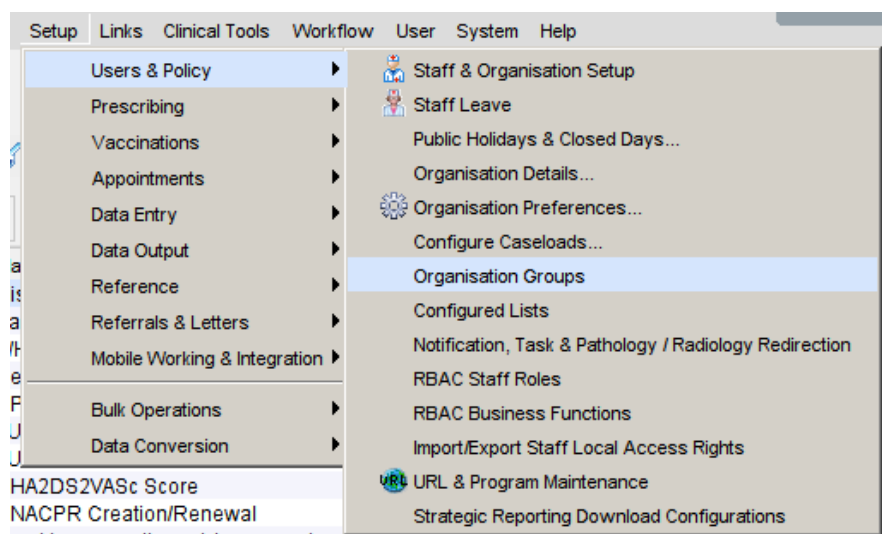 Setup Links Clinical Tools Workflow User System Help
Users & Policy
Prescribing
Vaccinations
Appointments
Data Entry
Data Output
Reference
Referrals & Letters
Mobile Working & Integration
Bulk Operations
Data Conversion
Staff & Organisation Setup
Staff Leave
Public Holidays & Closed Days...
Organisation Details...
Organisation Preferences...
Configure Caseloads...
Organisation Groups
Configured Lists
Notification, Task & Pathology / Radiology Redirection
RBAC Staff Roles
RBAC Business Functions
Import/Export Staff Local Access Rights
URL URL & Program Maintenance
Strategic Reporting Download Configurations
HA2DS2VASc Score
NACPR Creation/Renewal